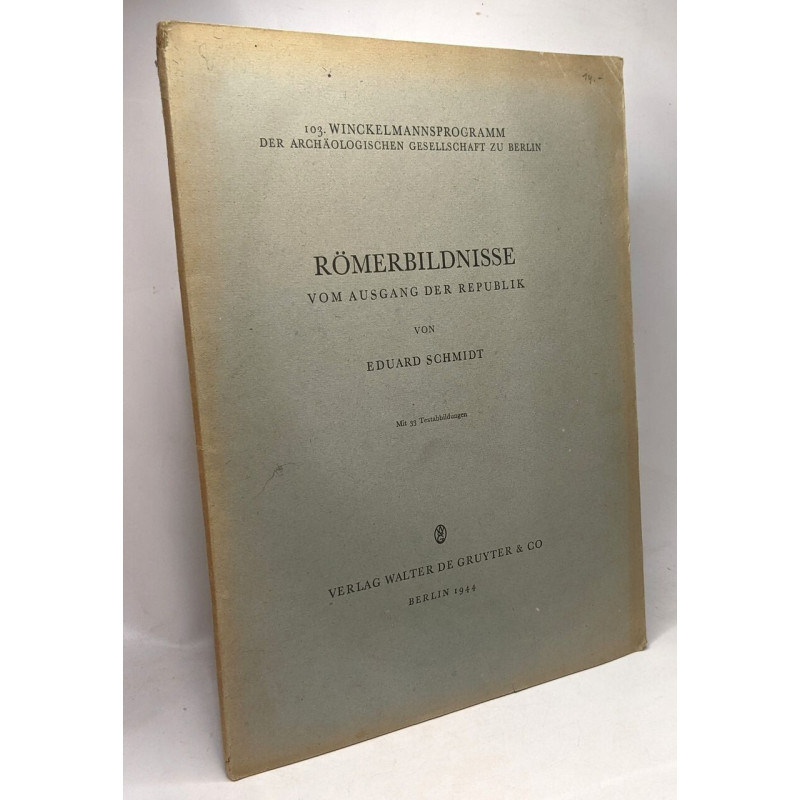 14.-
103. WINCKELMANNSPROGRAMM
DER ARCHÄOLOGISCHEN GESELLSCHAFT ZU BERLIN
RÖMERBILDNISSE
VOM AUSGANG DER REPUBLIK
VON
EDUARD SCHMIDT
Mit 33 Textabbildungen
VERLAG WALTER DE GRUYTER & CO
BERLIN 1944